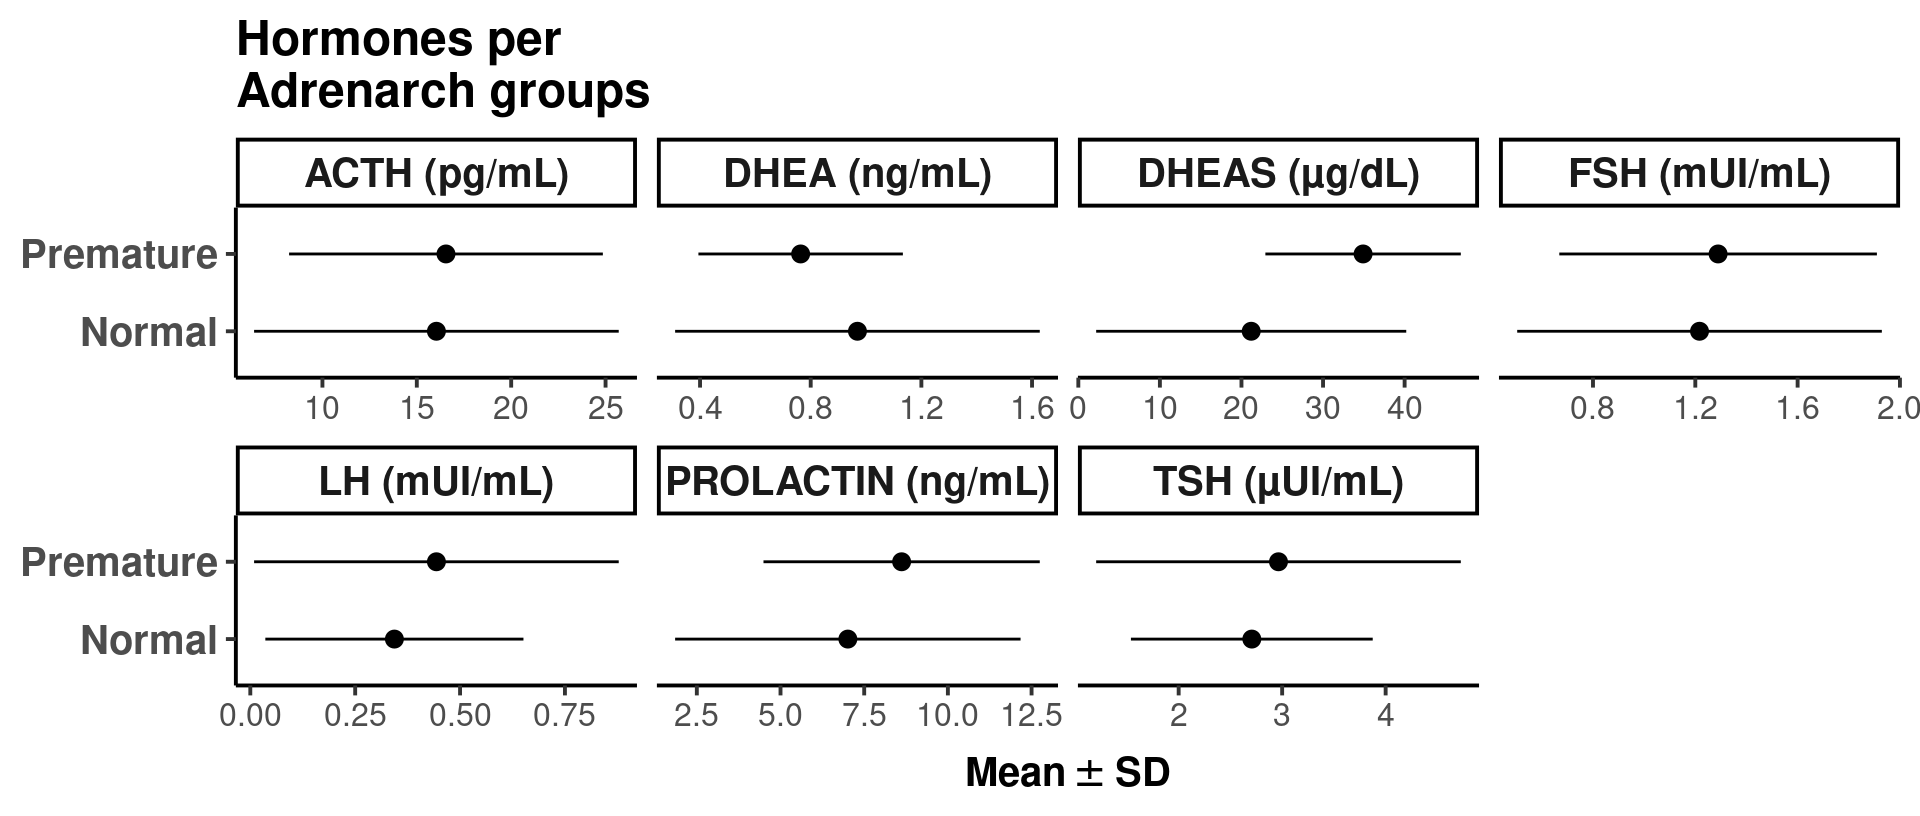 Hormones per
Adrenarch groups
ACTH (pg/mL) DHEA (ng/mL) DHEAS (µg/dL) FSH (mUI/mL)
Premature
Normal
10 15 20 25 0.4 0.8 1.2 1.6 0 10 20 30 40 0.8 1.2 1.6 2.0
LH (mUI/mL) PROLACTIN (ng/mL) TSH (µUI/mL)
Premature
Normal
0.00 0.25 0.50 0.75 2.5 5.0 7.5 10.0 12.5 2 3 4
Mean ± SD